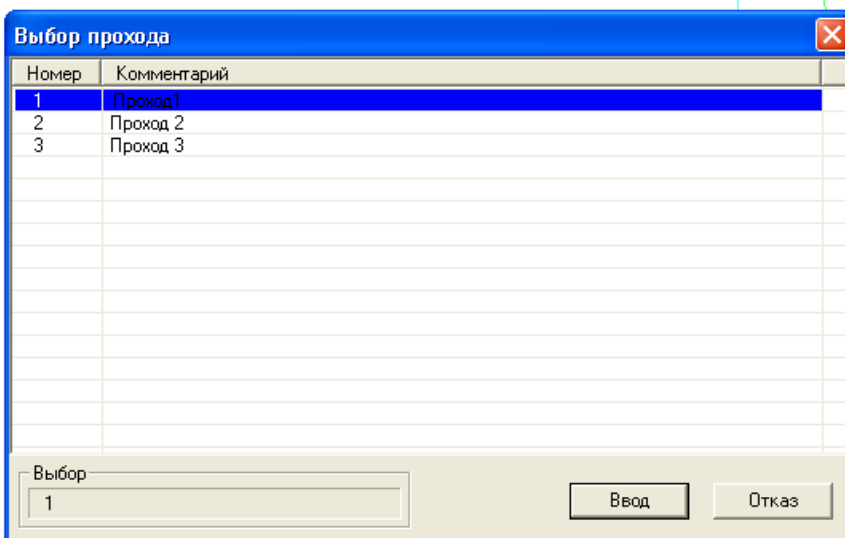 Выбор прохода
Номер Комментарий
1 Проход1
2 Проход 2
3 Проход 3
Выбор
1
Ввод Отказ